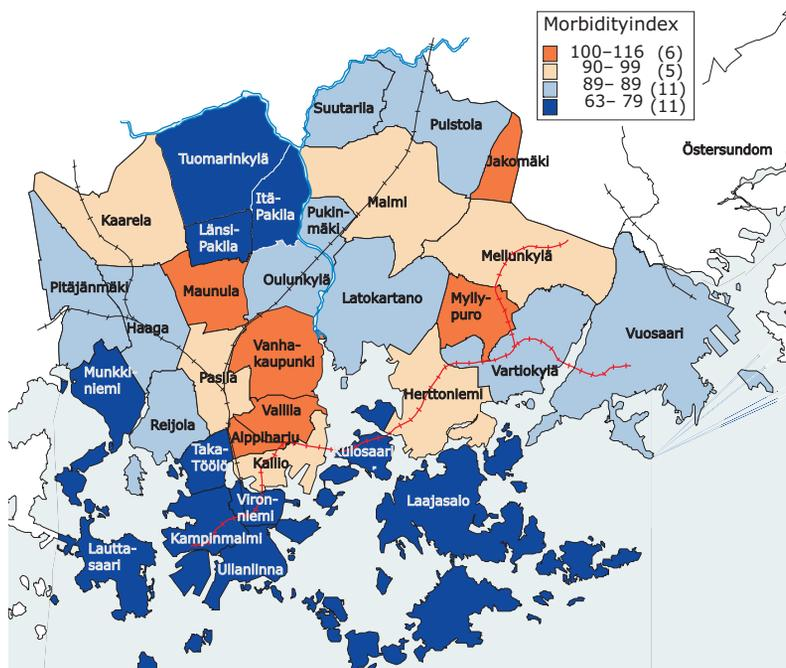 Morbidityindex
100–116 (6)
90– 99 (5)
89– 89 (11)
63– 79 (11)
Suutarila
Puistola
Östersundom
Tuomarinkylä
Jakomäki
Itä-
Pakila
Malmi
Kaarela
Pukin-
mäki
Länsi-
Pakila
Mellunkylä
Pitäjänmäki
Maunula
Oulunkylä
Latokartano
Mylly-
puro
Haaga
Vuosaari
Vanha-
kaupunki
Munkki-
niemi
Pasila
Vartiokylä
Herttoniemi
Vallila
Reijola
Alppiharju
Taka-
Töölö
Kulosaari
Kallio
Viron-
niemi
Laajasalo
Kampinmalmi
Lautta-
saari
Ullanlinna